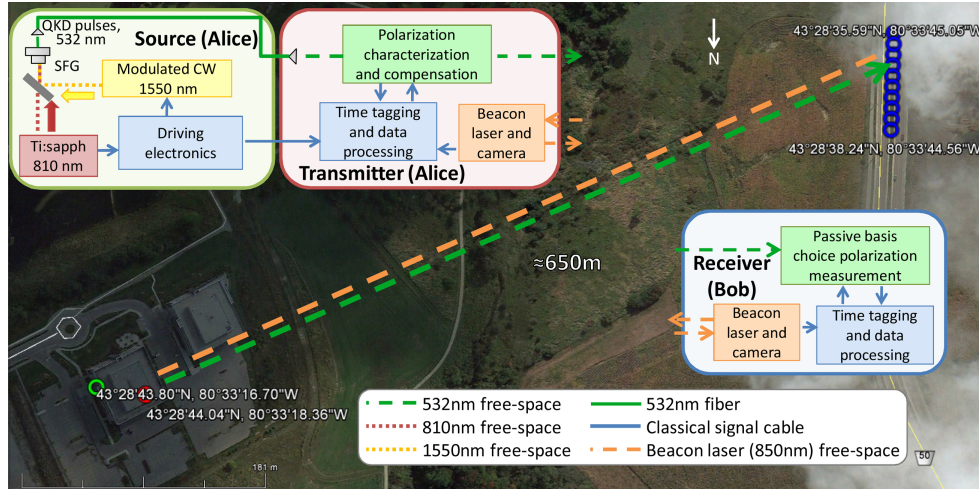 QKD pulses,
532 nm
Source (Alice)
SFG
Modulated CW
1550 nm
Ti:sapph
810 nm
Driving
electronics
Polarization
characterization
and compensation
Time tagging
and data
processing
Beacon
laser and
camera
Transmitter (Alice)
N
43°28'35.59"N, 80°33'45.05"W
43°28'38.24"N, 80°33'44.56"W
≈650m
Receiver
(Bob)
Passive basis
choice polarization
measurement
Beacon
laser and
camera
Time tagging
and data
processing
43°28'43.80"N, 80°33'16.70"W
43°28'44.04"N, 80°33'18.36"W
181 m
532nm free-space
532nm fiber
810nm free-space
Classical signal cable
1550nm free-space
Beacon laser (850nm) free-space
50